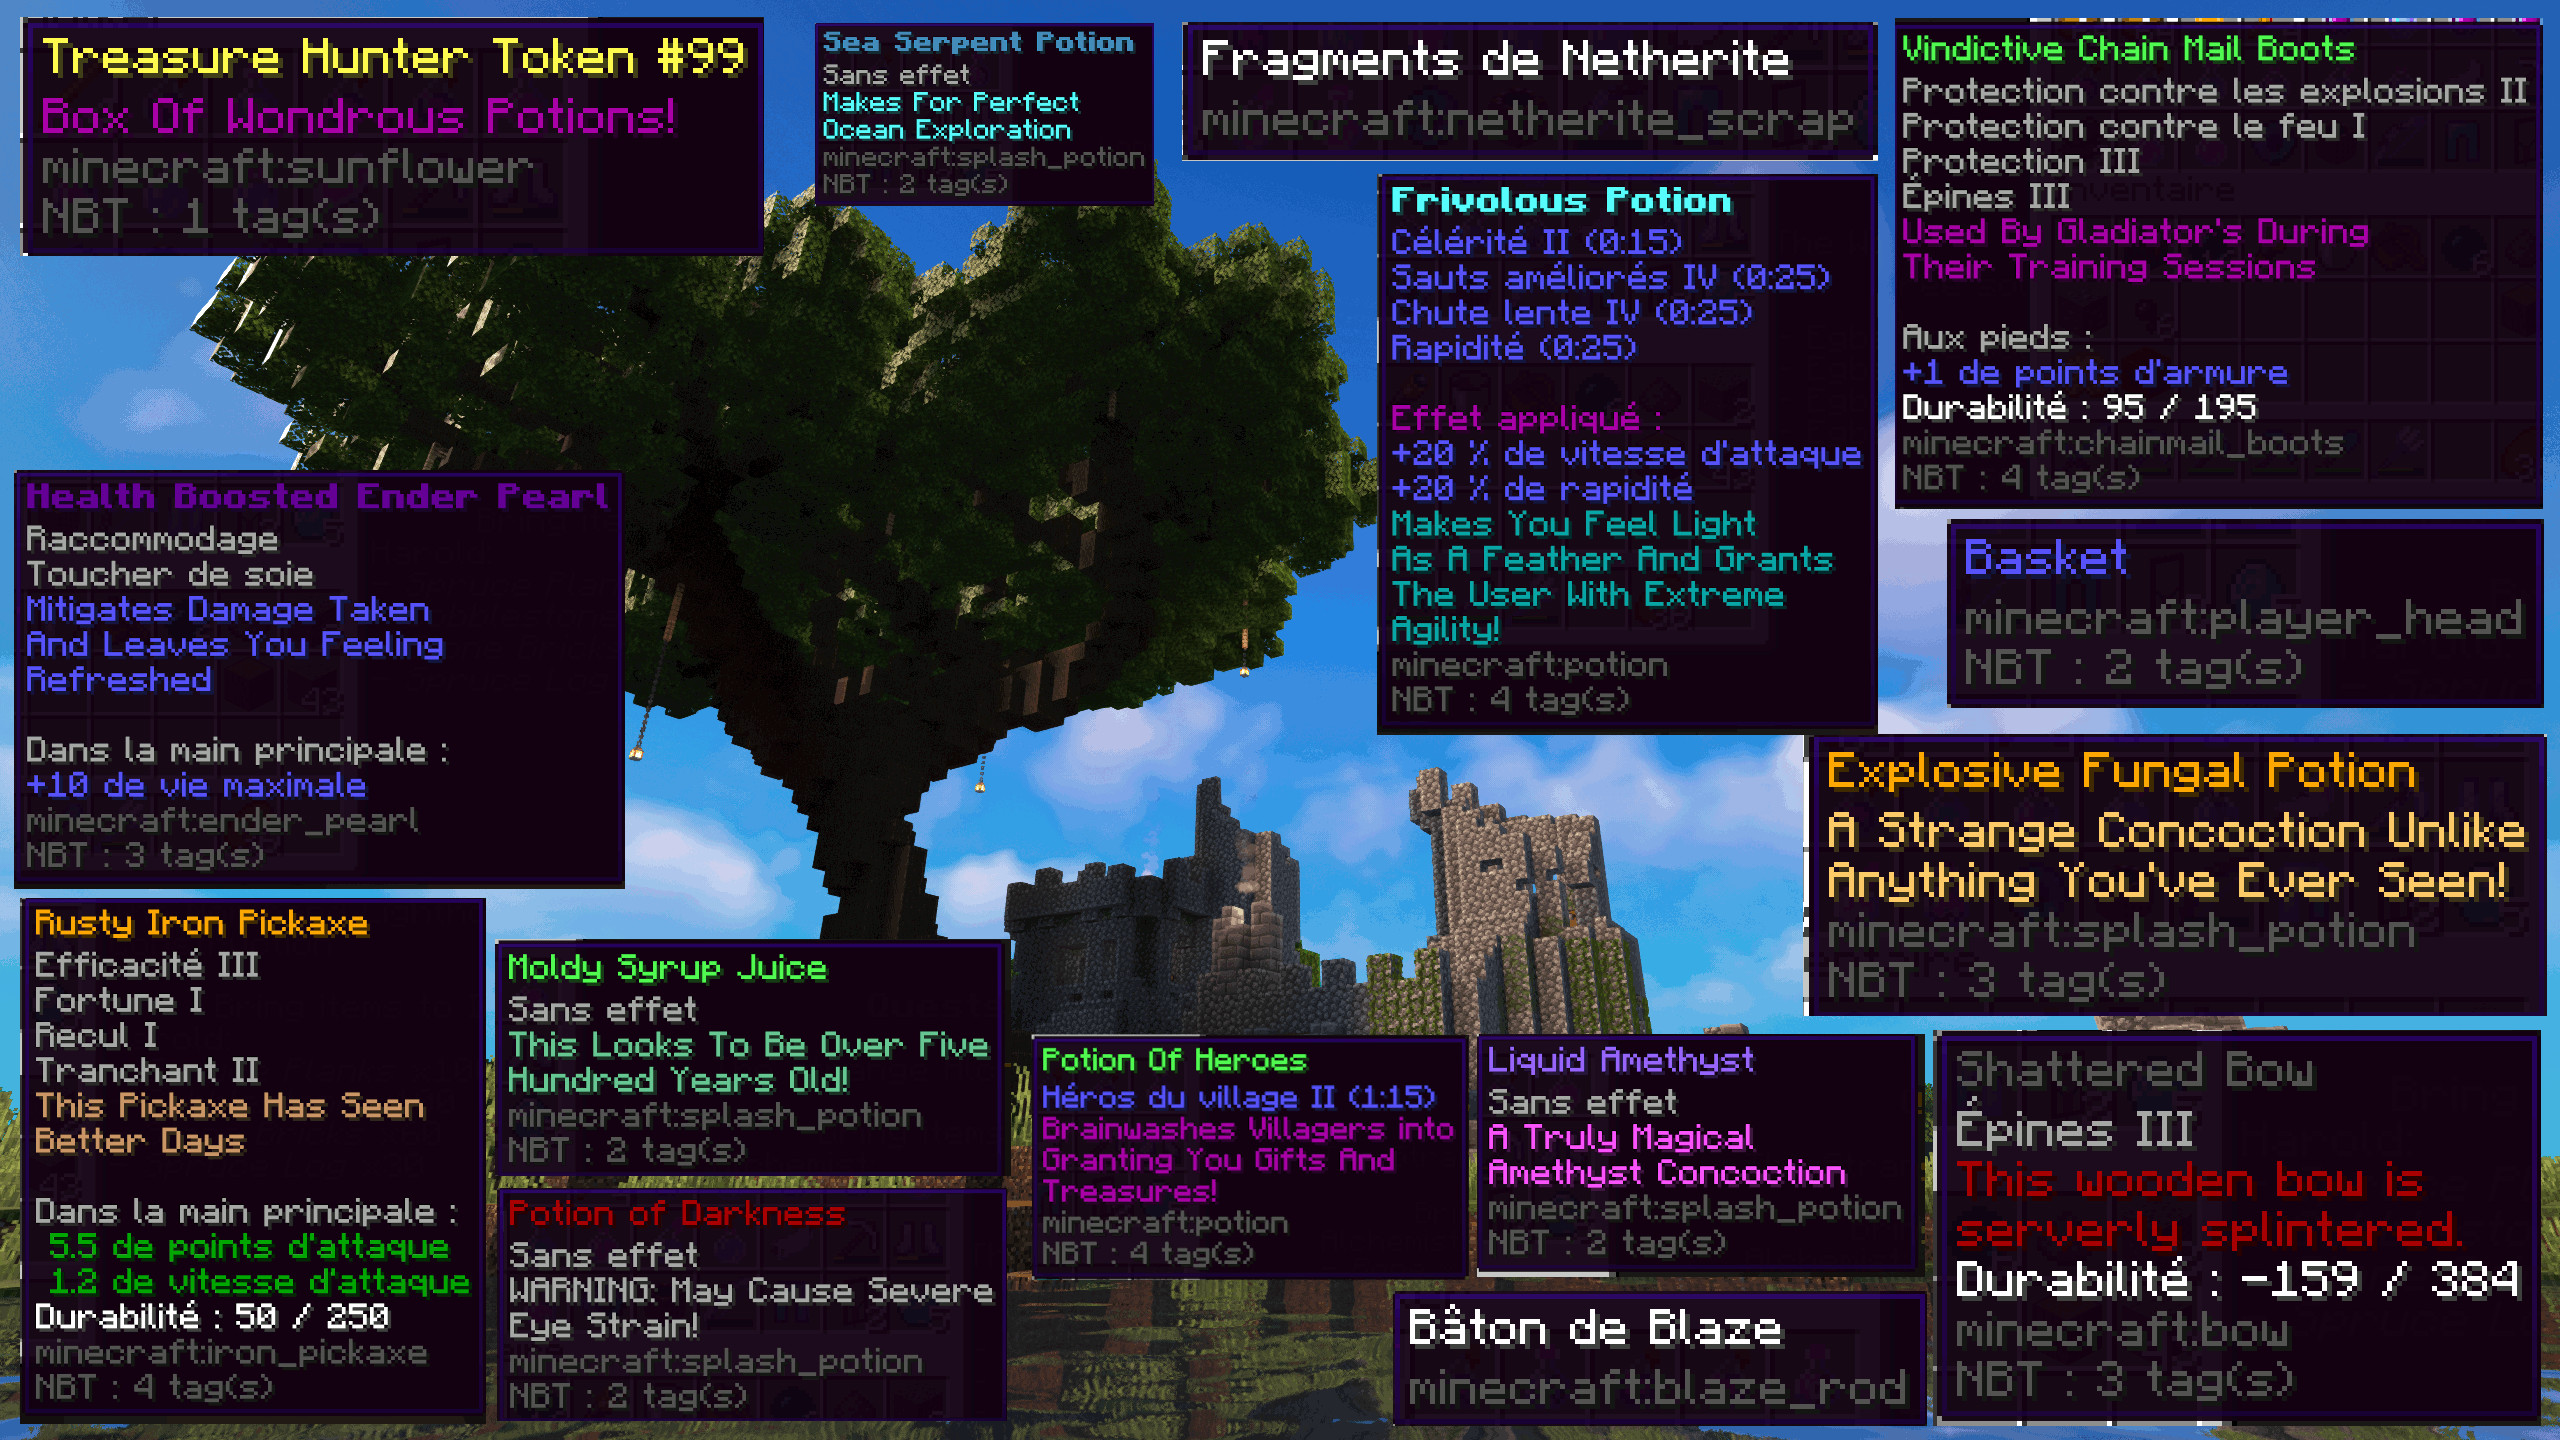 Treasure Hunter Token #99
Box Of Wondrous Potions!
minecraft:sunflower
NBT : 1 tag(s)
Sea Serpent Potion
Sans effet
Makes For Perfect
Ocean Exploration
minecraft:splash_potion
NBT : 2 tag(s)
Fragments de Netherite
minecraft:netherite_scrap
Vindictive Chain Mail Boots
Protection contre les explosions II
Protection contre le feu I
Protection III
Épines III
Used By Gladiator's During
Their Training Sessions
Aux pieds :
+1 de points d'armure
Durabilité : 95 / 195
minecraft:chainmail_boots
NBT : 4 tag(s)
Frivolous Potion
Célérité II (0:15)
Sauts améliorés IV (0:25)
Chute lente IV (0:25)
Rapidité (0:25)
Effet appliqué :
+20 % de vitesse d'attaque
+20 % de rapidité
Makes You Feel Light
As A Feather And Grants
The User With Extreme
Agility!
minecraft:potion
NBT : 4 tag(s)
Health Boosted Ender Pearl
Raccommodage
Toucher de soie
Mitigates Damage Taken
And Leaves You Feeling
Refreshed
Dans la main principale :
+10 de vie maximale
minecraft:ender_pearl
NBT : 3 tag(s)
Basket
minecraft:player_head
NBT : 2 tag(s)
Explosive Fungal Potion
A Strange Concoction Unlike
Anything You've Ever Seen!
minecraft:splash_potion
NBT : 3 tag(s)
Rusty Iron Pickaxe
Efficacité III
Fortune I
Recul I
Tranchant II
This Pickaxe Has Seen
Better Days
Dans la main principale :
5.5 de points d'attaque
1.2 de vitesse d'attaque
Durabilité : 50 / 250
minecraft:iron_pickaxe
NBT : 4 tag(s)
Moldy Syrup Juice
Sans effet
This Looks To Be Over Five
Hundred Years Old!
minecraft:splash_potion
NBT : 2 tag(s)
Potion of Darkness
Sans effet
WARNING: May Cause Severe
Eye Strain!
minecraft:splash_potion
NBT : 2 tag(s)
Potion Of Heroes
Héros du village II (1:15)
Brainwashes Villagers into
Granting You Gifts And
Treasures!
minecraft:potion
NBT : 4 tag(s)
Liquid Amethyst
Sans effet
A Truly Magical
Amethyst Concoction
minecraft:splash_potion
NBT : 2 tag(s)
Bâton de Blaze
minecraft:blaze_rod
Shattered Bow
Épines III
This wooden bow is
serverly splintered.
Durabilité : -159 / 384
minecraft:bow
NBT : 3 tag(s)